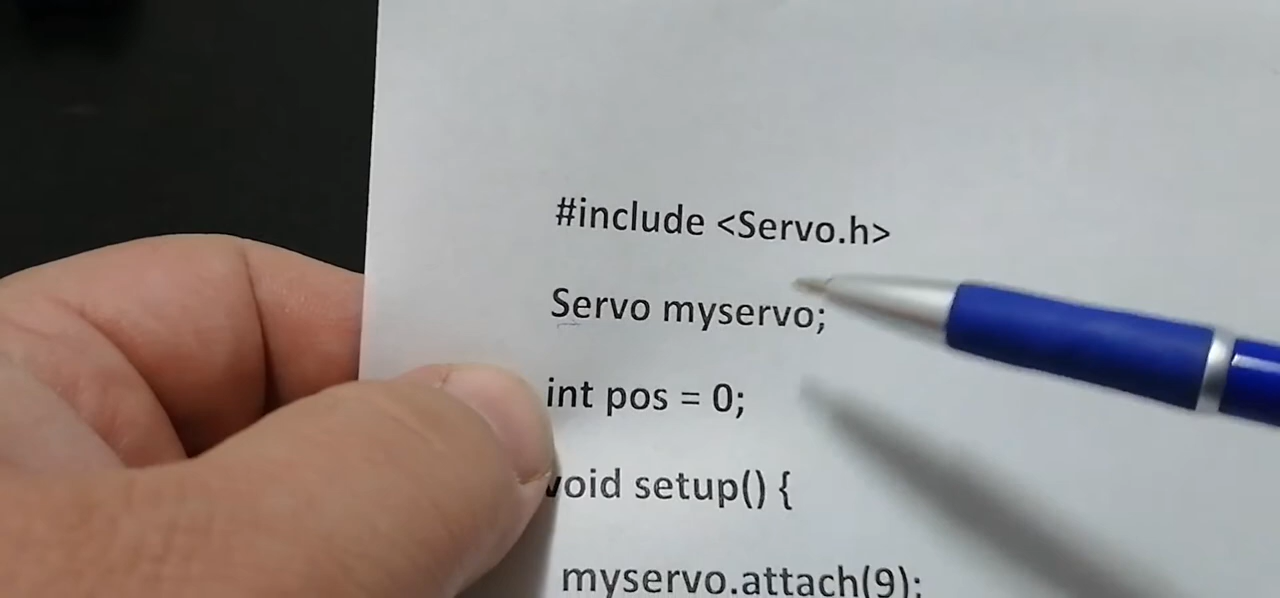 #include <Servo.h>
Servo myservo;
int pos = 0;
void setup() {
myservo.attach(9);